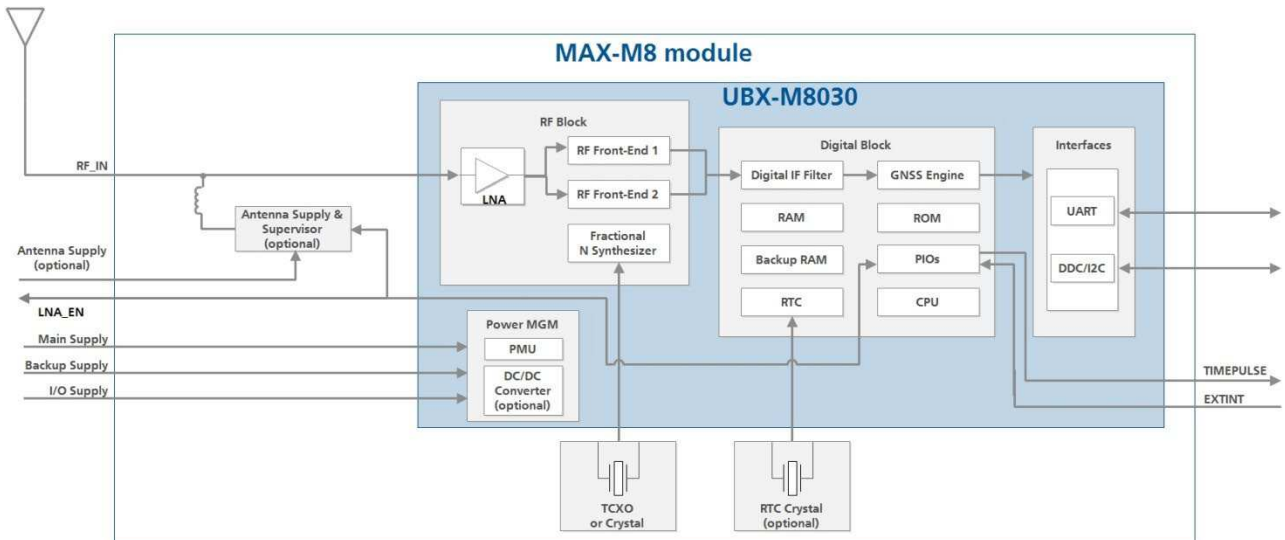 MAX-M8 module
UBX-M8030
RF Block
RF_IN
LNA
RF Front-End 1
RF Front-End 2
Fractional
N Synthesizer
Antenna Supply &
Supervisor
(optional)
Antenna Supply
(optional)
LNA_EN
Main Supply
Backup Supply
I/O Supply
Power MGM
PMU
DC/DC
Converter
(optional)
Digital Block
Digital IF Filter
GNSS Engine
RAM
ROM
Backup RAM
PIOs
RTC
CPU
Interfaces
UART
DDC/I2C
TIMEPULSE
EXTINT
TCXO
or Crystal
RTC Crystal
(optional)